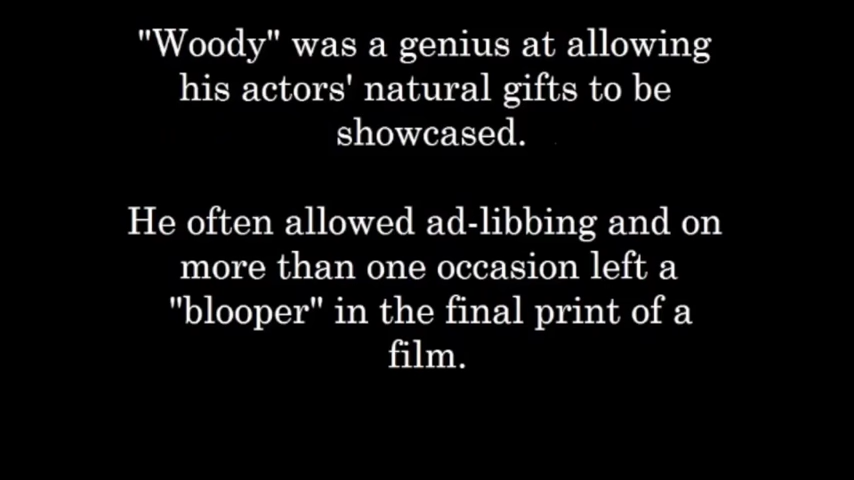 "Woody" was a genius at allowing
his actors' natural gifts to be
showcased.
He often allowed ad-libbing and on
more than one occasion left a
"blooper" in the final print of a
film.